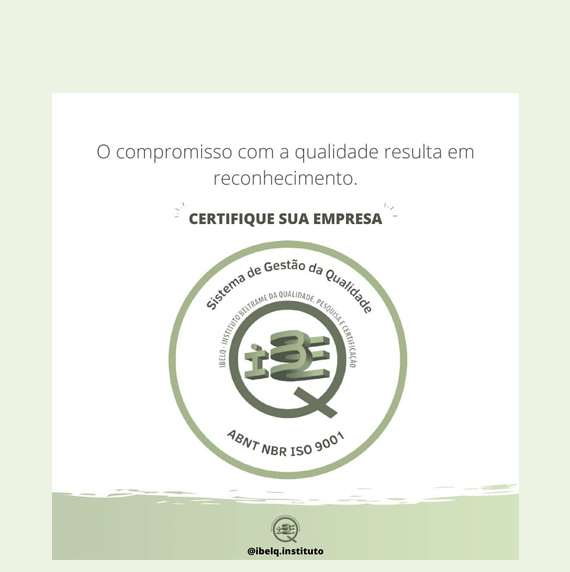 O compromisso com a qualidade resulta em
reconhecimento.
CERTIFIQUE SUA EMPRESA
Sistema de Gestão da Qualidade
IBELQ - INSTITUTO BELTRAME DA QUALIDADE, PESQUISA E CERTIFICAÇÃO
IBE
Q
ABNT NBR ISO 9001
@ibelq.instituto